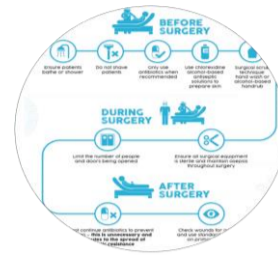 BEFORE
SURGERY
Ensure patients
bathe or shower
Do not shave
patients
Only use
antibiotics when
recommended
Use chlorhexidine
alcohol-based
antiseptic
solutions to
prepare skin
Surgical scrub
technique
hand wash or
alcohol-based
handrub
DURING
SURGERY
Limit the number of people
and doors being opened
Ensure all surgical equipment
is sterile and maintain asepsis
throughout surgery
AFTER
SURGERY
continue antibiotics to prevent
this is unnecessary and
to the spread of
resistance
Check wounds for
and use standard